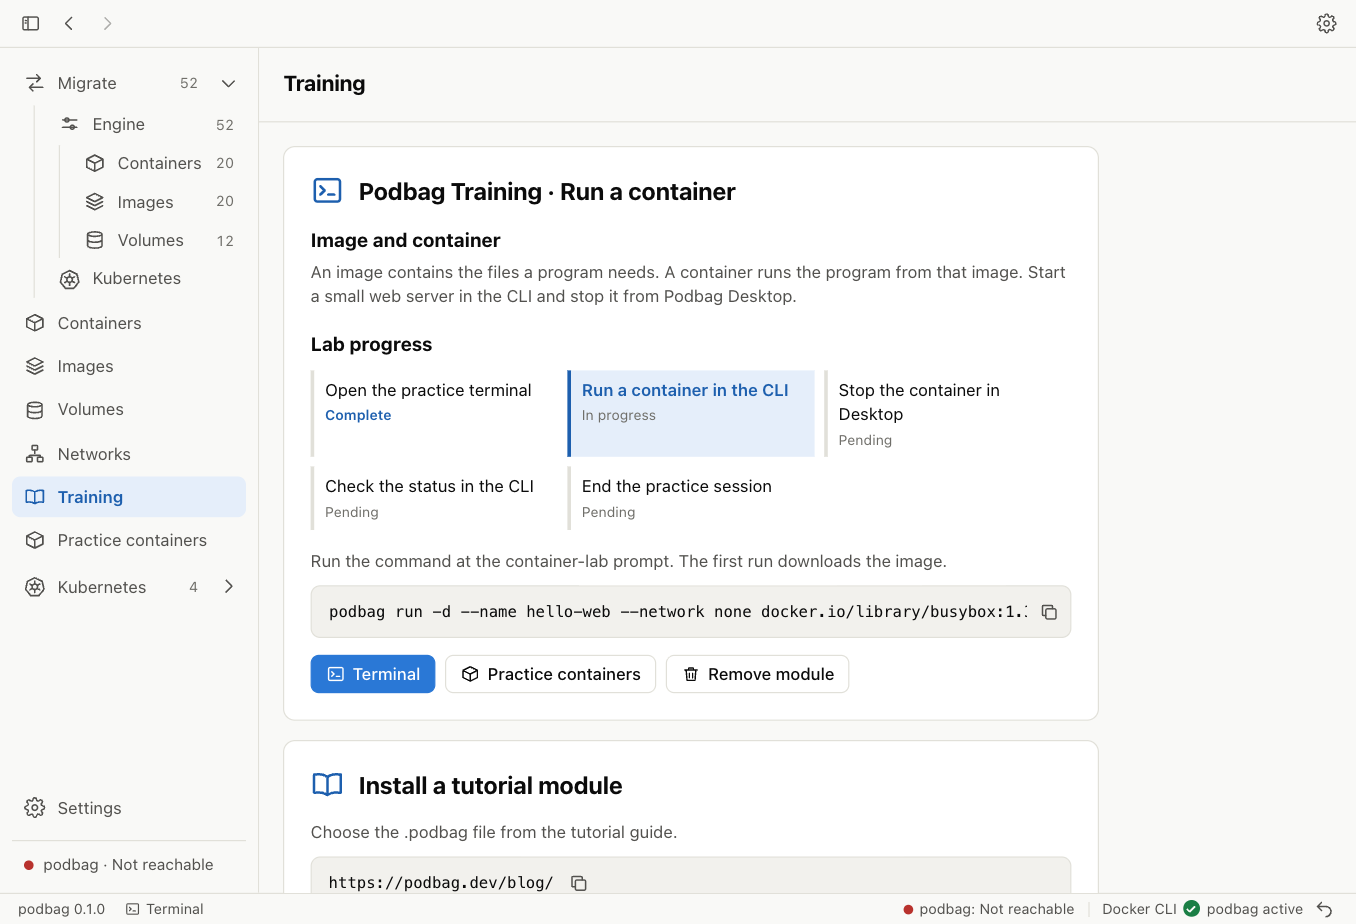 Migrate 52
Engine 52
Containers 20
Images 20
Volumes 12
Kubernetes
Containers
Images
Volumes
Networks
Training
Practice containers
Kubernetes 4
Settings
podbag · Not reachable
Training
Podbag Training · Run a container
Image and container
An image contains the files a program needs. A container runs the program from that image. Start
a small web server in the CLI and stop it from Podbag Desktop.
Lab progress
Open the practice terminal
Complete
Run a container in the CLI
In progress
Stop the container in
Desktop
Pending
Check the status in the CLI
Pending
End the practice session
Pending
Run the command at the container-lab prompt. The first run downloads the image.
podbag run -d --name hello-web --network none docker.io/library/busybox:1.
Terminal
Practice containers
Remove module
Install a tutorial module
Choose the .podbag file from the tutorial guide.
https://podbag.dev/blog/
podbag 0.1.0
Terminal
podbag: Not reachable
Docker CLI
podbag active